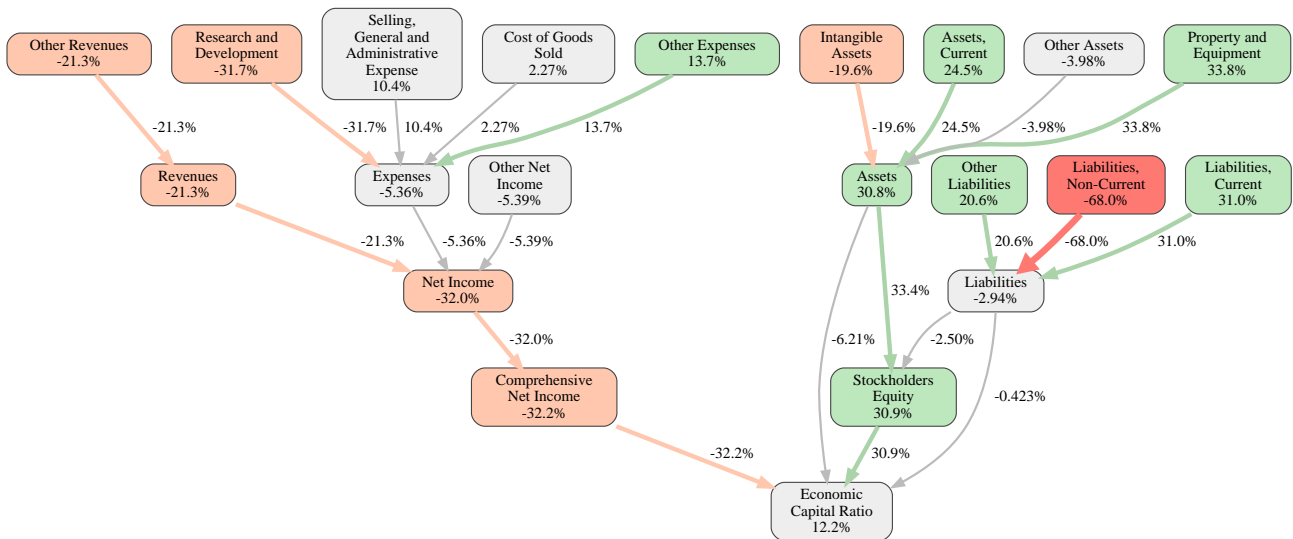 Other Revenues
-21.3%
Research and
Development
-31.7%
Selling,
General and
Administrative
Expense
10.4%
Cost of Goods
Sold
2.27%
Other Expenses
13.7%
Intangible
Assets
-19.6%
Assets,
Current
24.5%
Other Assets
-3.98%
Property and
Equipment
33.8%
-21.3%
-31.7%
10.4%
2.27%
13.7%
-19.6%
24.5%
-3.98%
33.8%
Revenues
-21.3%
Expenses
-5.36%
Other Net
Income
-5.39%
Assets
30.8%
Other
Liabilities
20.6%
Liabilities,
Non-Current
-68.0%
Liabilities,
Current
31.0%
-21.3%
-5.36%
-5.39%
20.6%
-68.0%
31.0%
Net Income
-32.0%
33.4%
Liabilities
-2.94%
-32.0%
-6.21%
-2.50%
Comprehensive
Net Income
-32.2%
Stockholders
Equity
30.9%
-0.423%
-32.2%
30.9%
Economic
Capital Ratio
12.2%